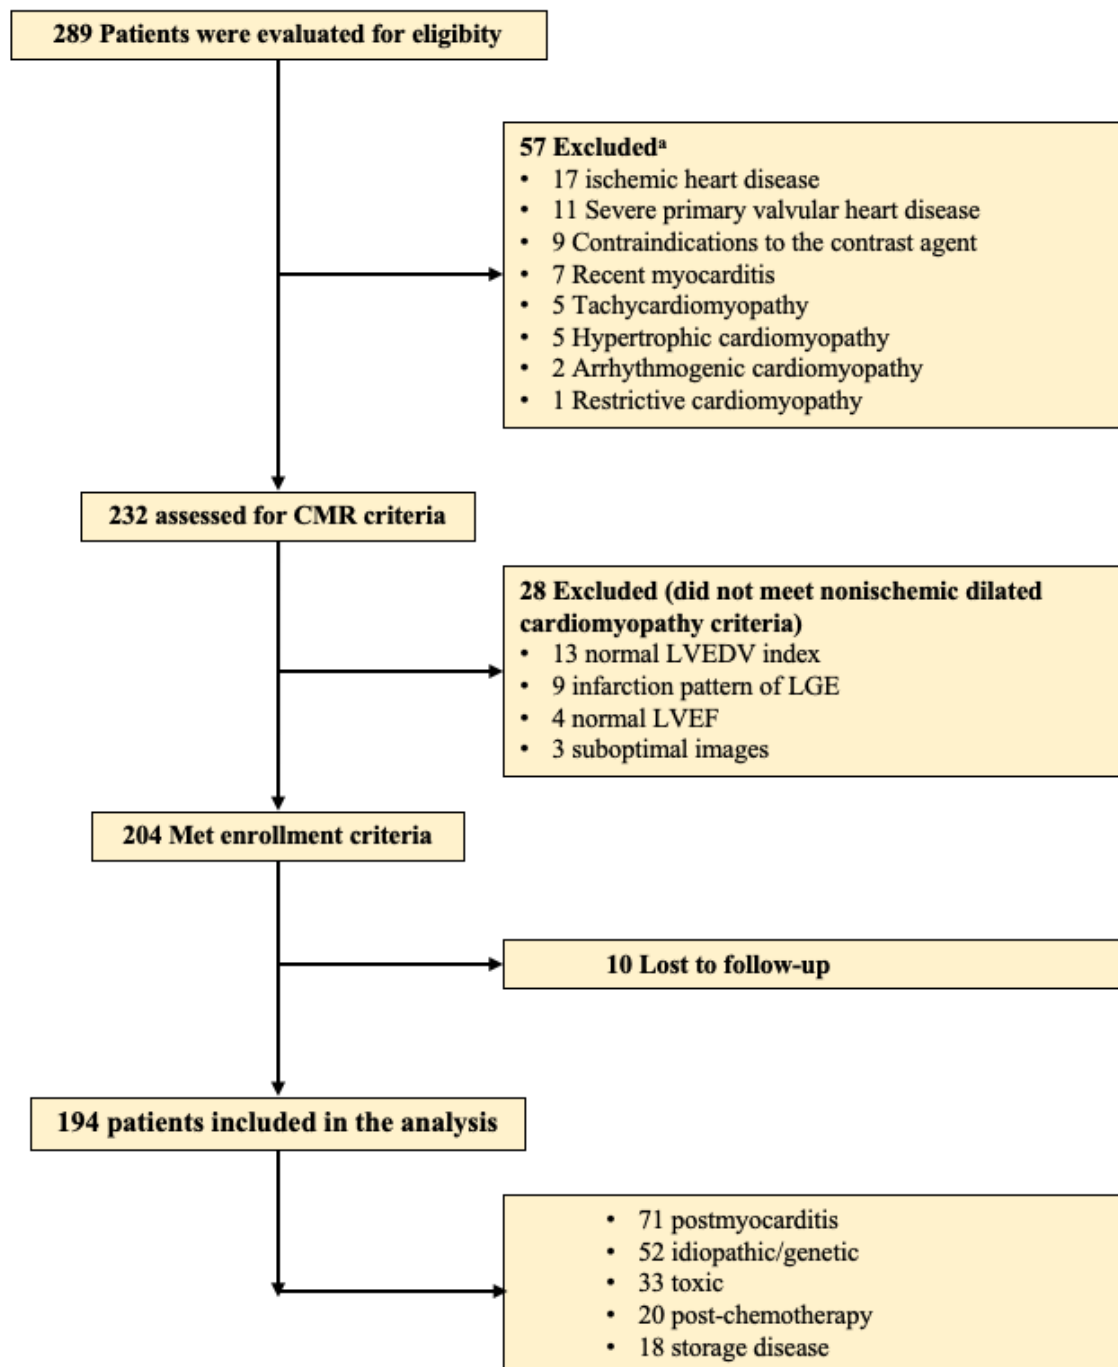 289 Patients were evaluated for eligibity
57 Excludedᵃ
• 17 ischemic heart disease
• 11 Severe primary valvular heart disease
• 9 Contraindications to the contrast agent
• 7 Recent myocarditis
• 5 Tachycardiomyopathy
• 5 Hypertrophic cardiomyopathy
• 2 Arrhythmogenic cardiomyopathy
• 1 Restrictive cardiomyopathy
232 assessed for CMR criteria
28 Excluded (did not meet nonischemic dilated
cardiomyopathy criteria)
• 13 normal LVEDV index
• 9 infarction pattern of LGE
• 4 normal LVEF
• 3 suboptimal images
204 Met enrollment criteria
10 Lost to follow-up
194 patients included in the analysis
• 71 postmyocarditis
• 52 idiopathic/genetic
• 33 toxic
• 20 post-chemotherapy
• 18 storage disease